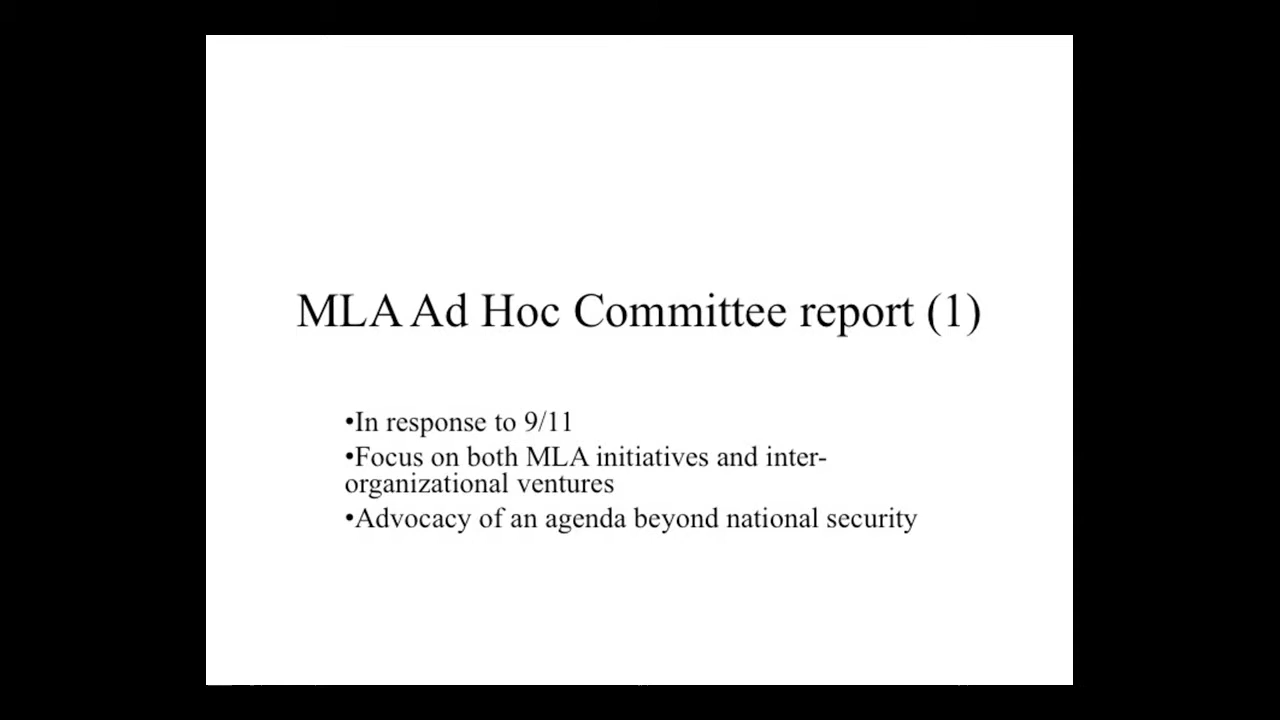 MLA Ad Hoc Committee report (1)
•In response to 9/11
•Focus on both MLA initiatives and inter-
organizational ventures
•Advocacy of an agenda beyond national security